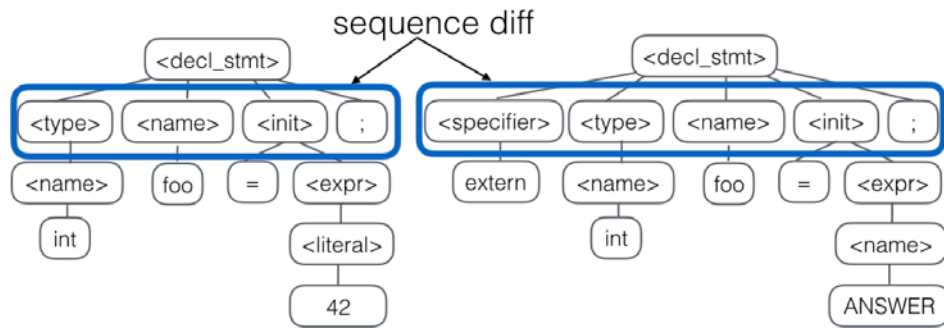 sequence diff
<decl_stmt> <decl_stmt>
<type> <name> <init> ; <specifier> <type> <name> <init> ;
<name> foo = <expr> extern <name> foo = <expr>
int <literal> int <name>
42 ANSWER